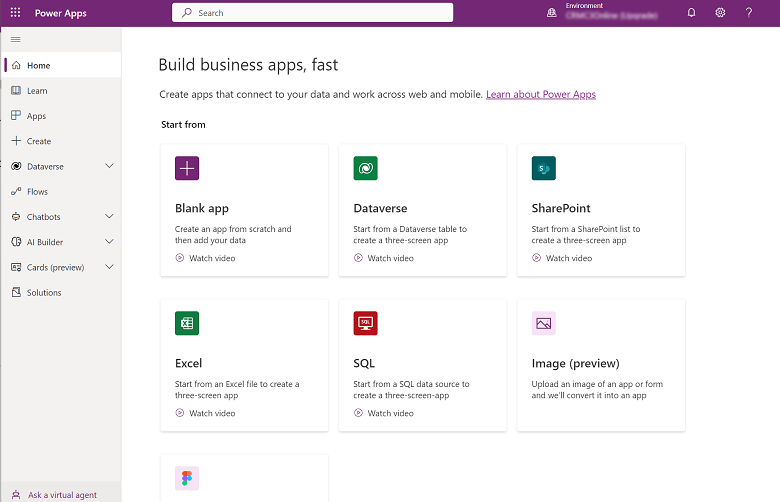 Power Apps
Search
Environment
Home
Learn
Apps
Create
Dataverse
Flows
Chatbots
AI Builder
Cards (preview)
Solutions
Ask a virtual agent
Build business apps, fast
Create apps that connect to your data and work across web and mobile. Learn about Power Apps
Start from
Blank app
Create an app from scratch and
then add your data
Watch video
Dataverse
Start from a Dataverse table to
create a three-screen app
Watch video
S
SharePoint
Start from a SharePoint list to
create a three-screen app
Watch video
Excel
Start from an Excel file to create a
three-screen app
Watch video
SQL
SQL
Start from a SQL data source to
create a three-screen-app
Watch video
Image (preview)
Upload an image of an app or form
and we'll convert it into an app